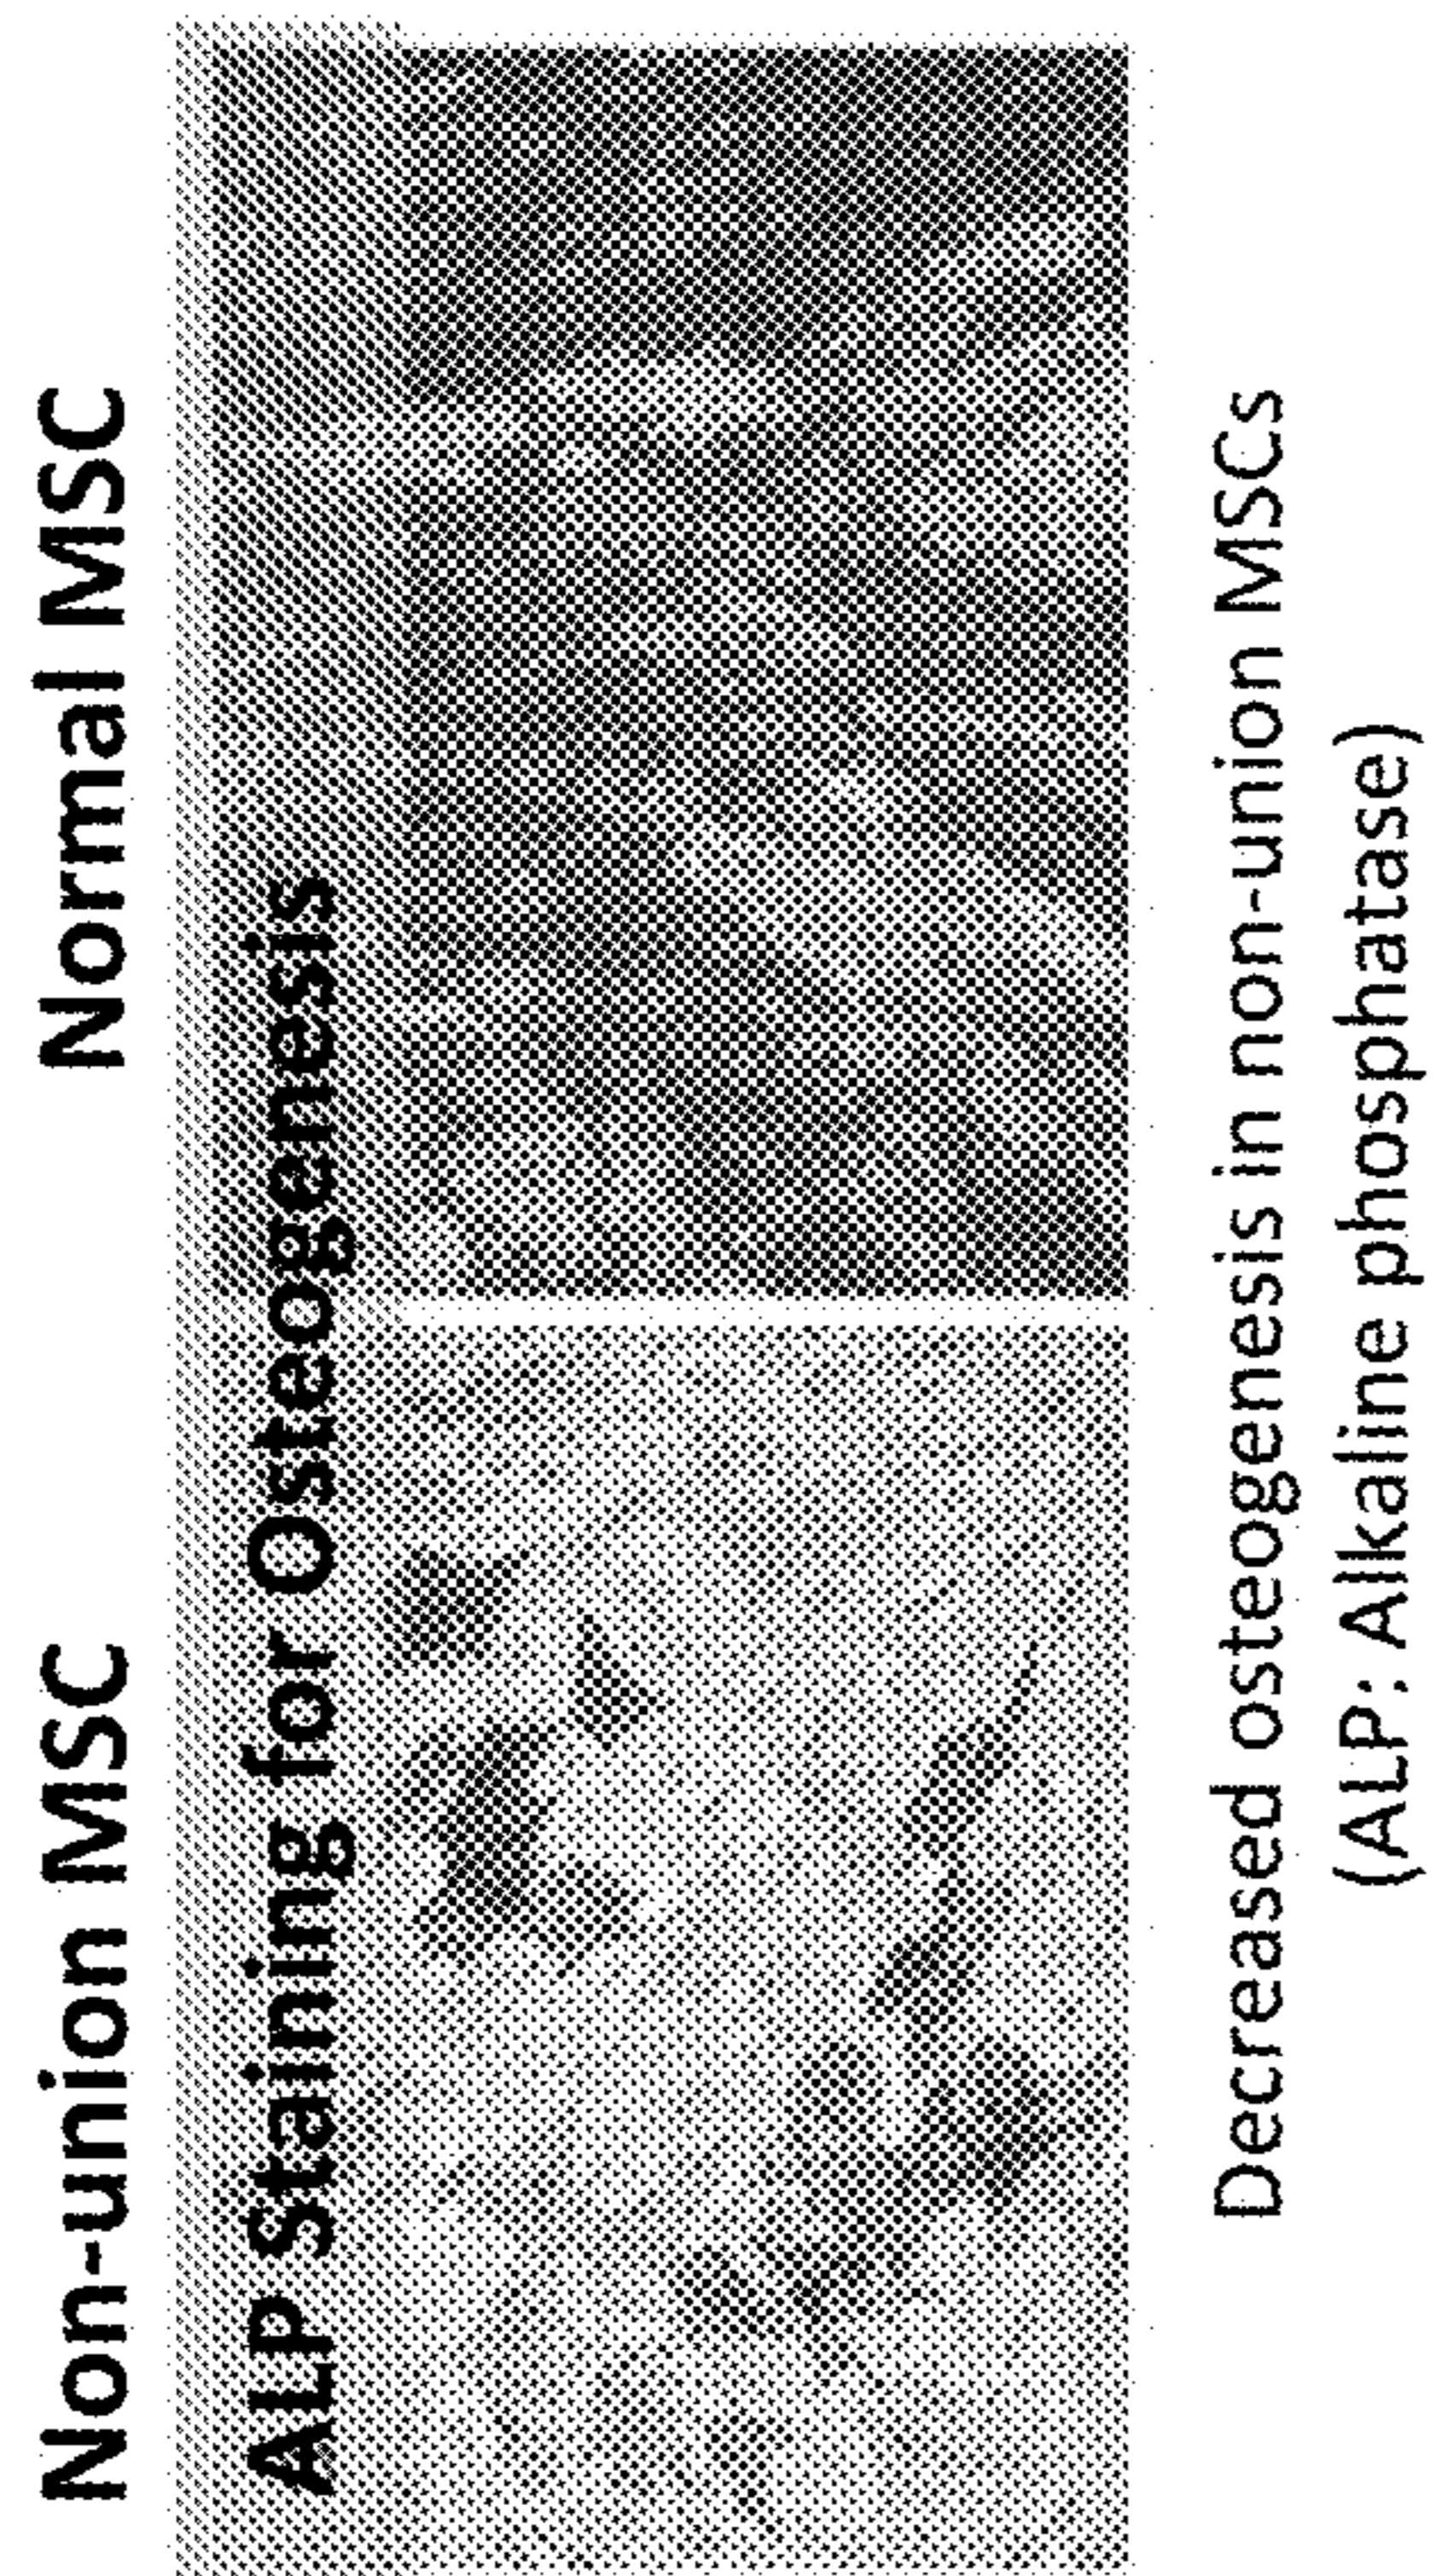 Non-union MSC
Normal MSC
ALP Staining for Osteogenesis
Decreased osteogenesis in non-union MSCs
(ALP: Alkaline phosphatase)